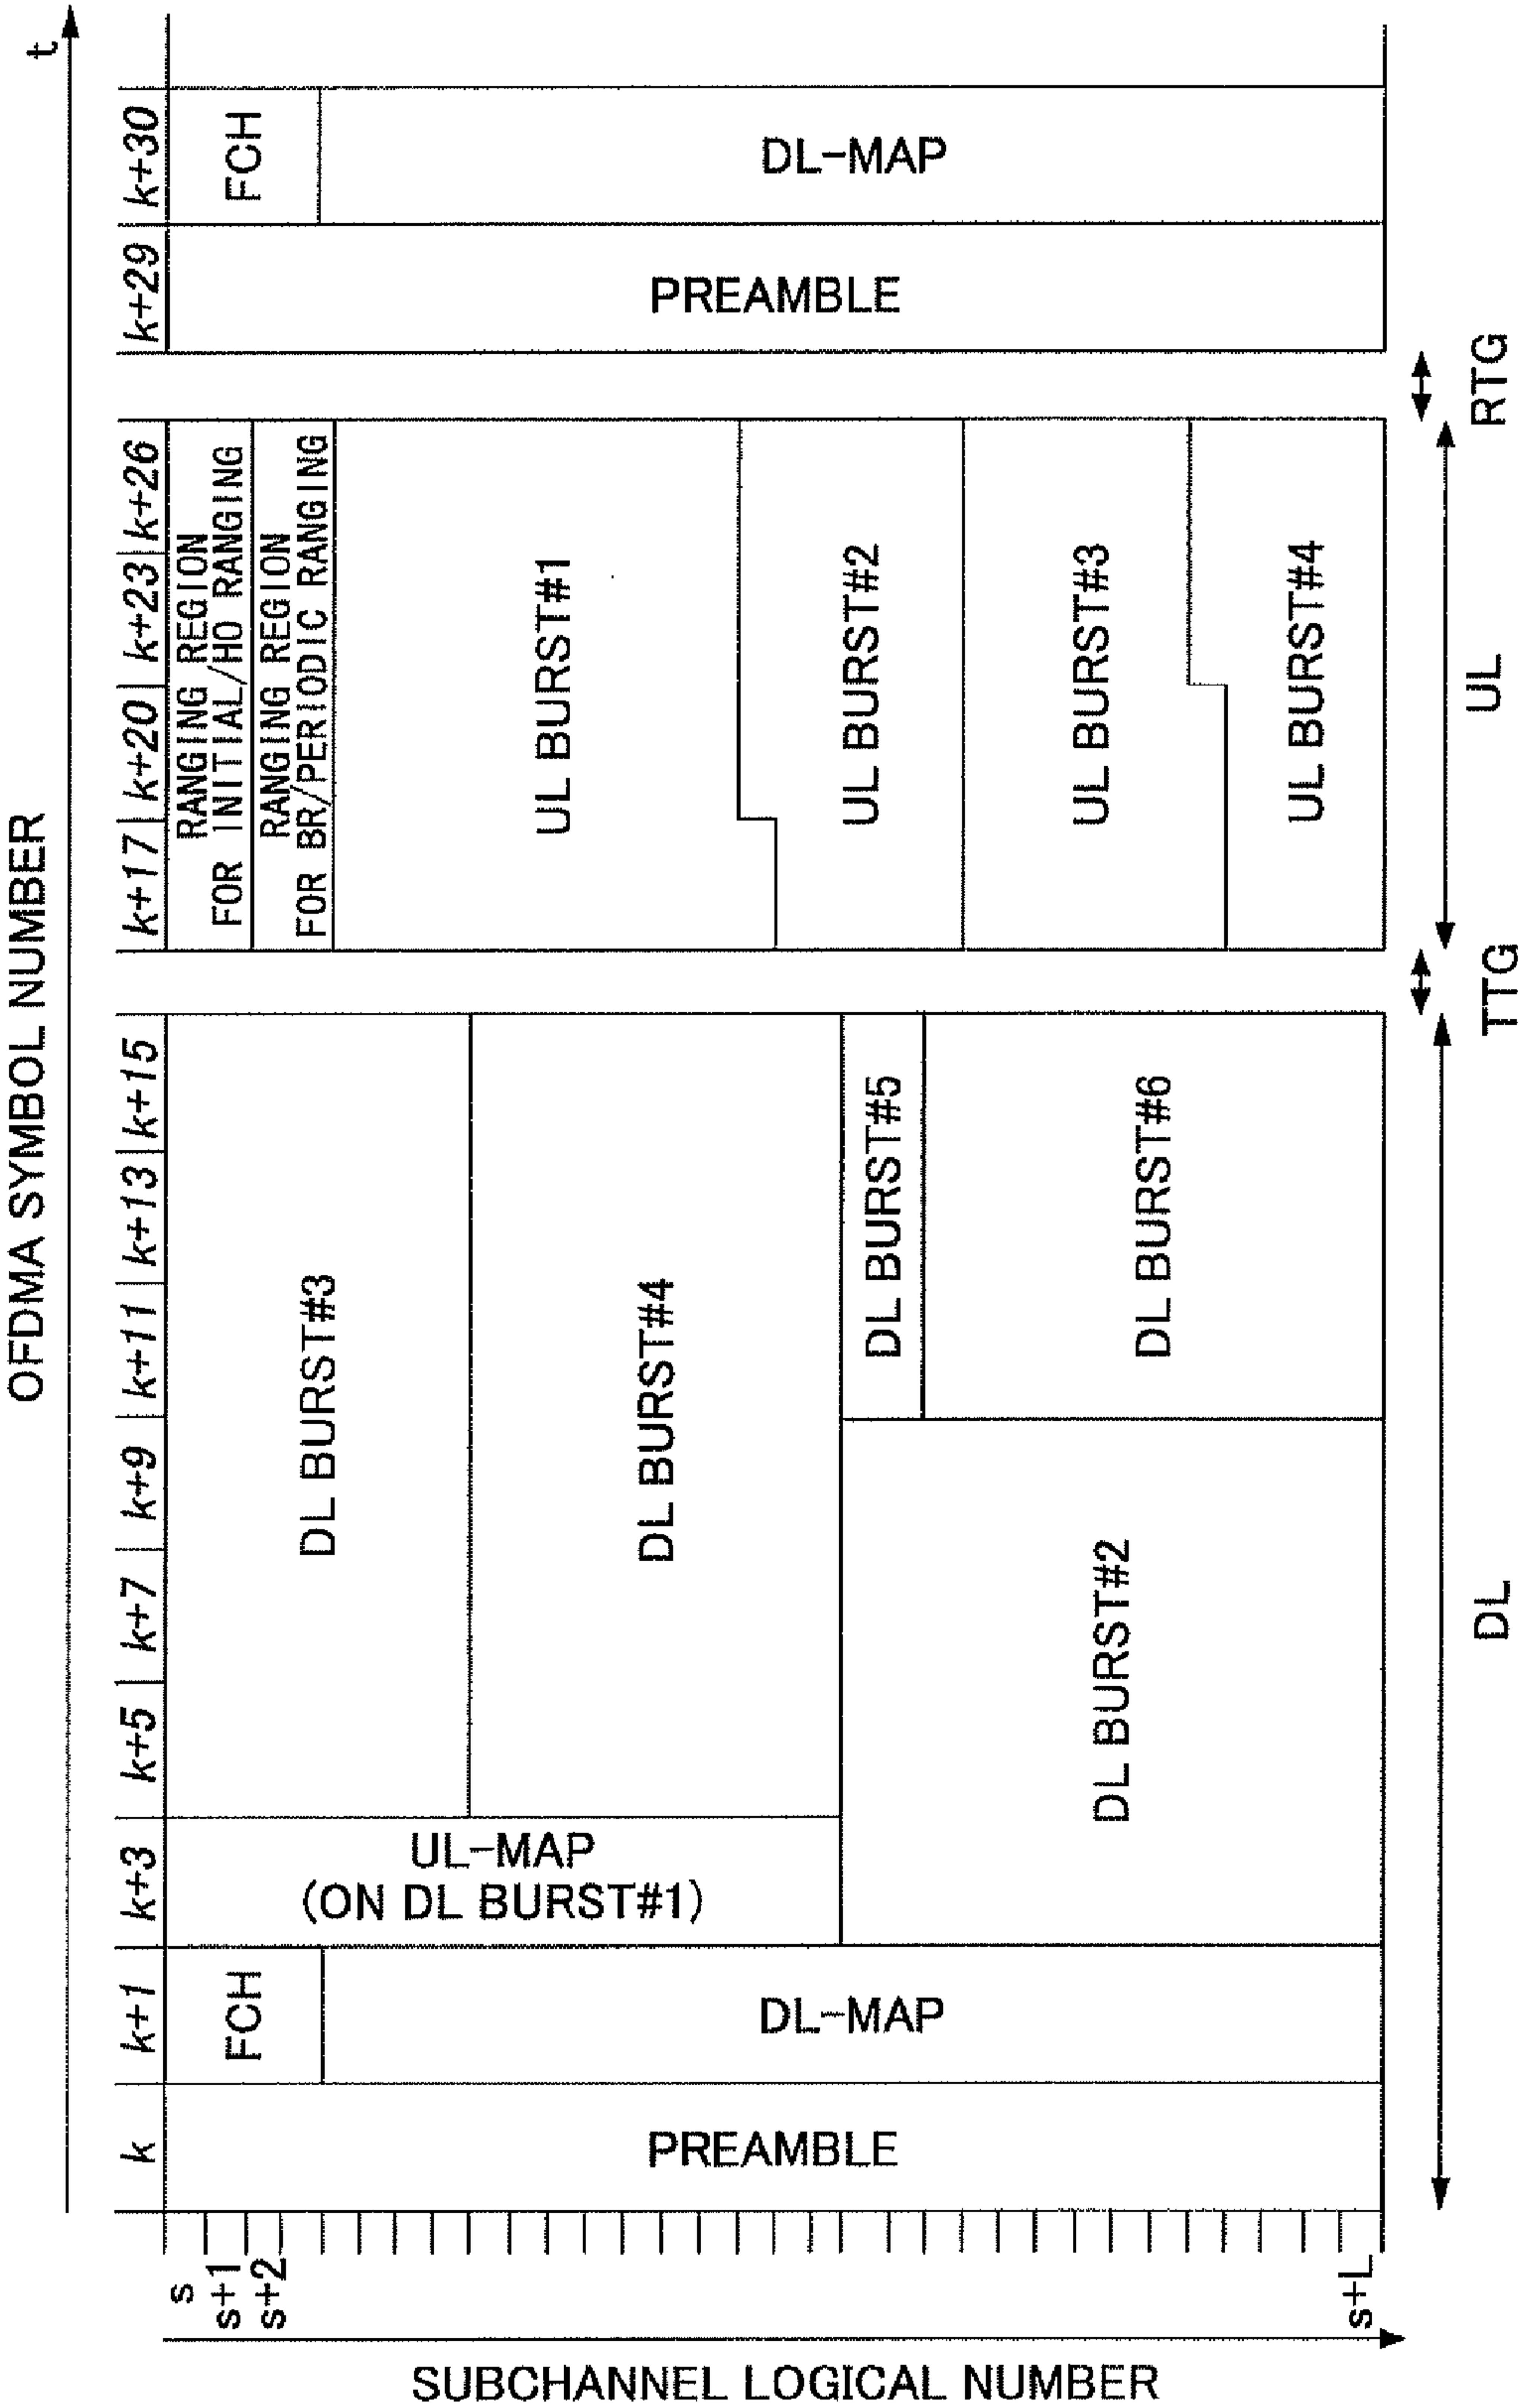 OFDMA SYMBOL NUMBER
t
k
k+1
k+3
k+5
k+7
k+9
k+11
k+13
k+15
k+17
k+20
k+23
k+26
k+29
k+30
SUBCHANNEL LOGICAL NUMBER
s
s+1
s+2
s+L
PREAMBLE
FCH
DL-MAP
UL-MAP
(ON DL BURST#1)
DL BURST#3
DL BURST#4
DL BURST#2
DL BURST#5
DL BURST#6
RANGING REGION
FOR INITIAL/HO RANGING
RANGING REGION
FOR BR/PERIODIC RANGING
UL BURST#1
UL BURST#2
UL BURST#3
UL BURST#4
PREAMBLE
FCH
DL-MAP
DL
TTG
UL
RTG